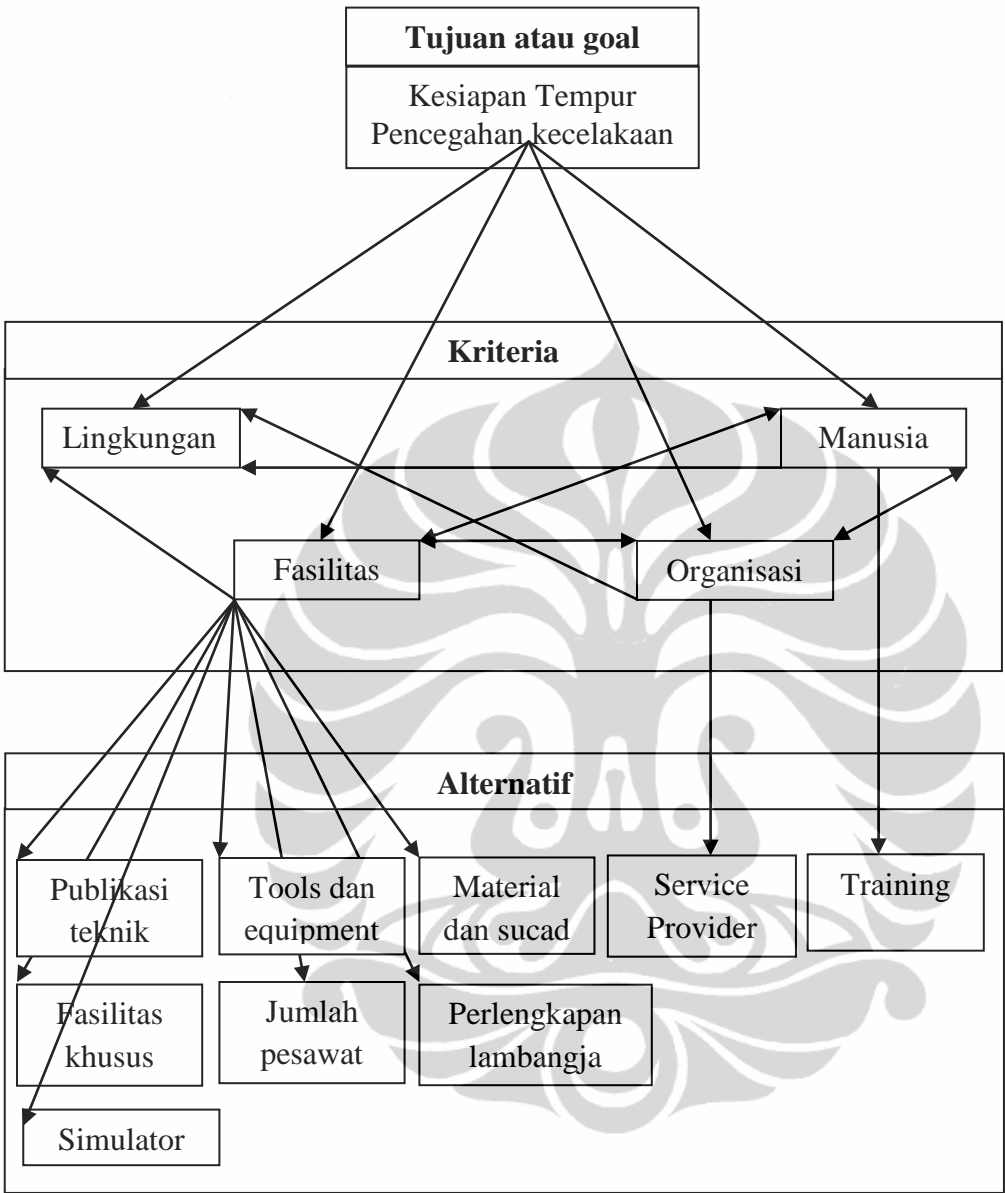 Tujuan atau goal
Kesiapan Tempur
Pencegahan kecelakaan
Kriteria
Lingkungan
Manusia
Fasilitas
Organisasi
Alternatif
Publikasi
teknik
Tools dan
equipment
Material
dan sucad
Service
Provider
Training
Fasilitas
khusus
Jumlah
pesawat
Perlengkapan
lambangja
Simulator